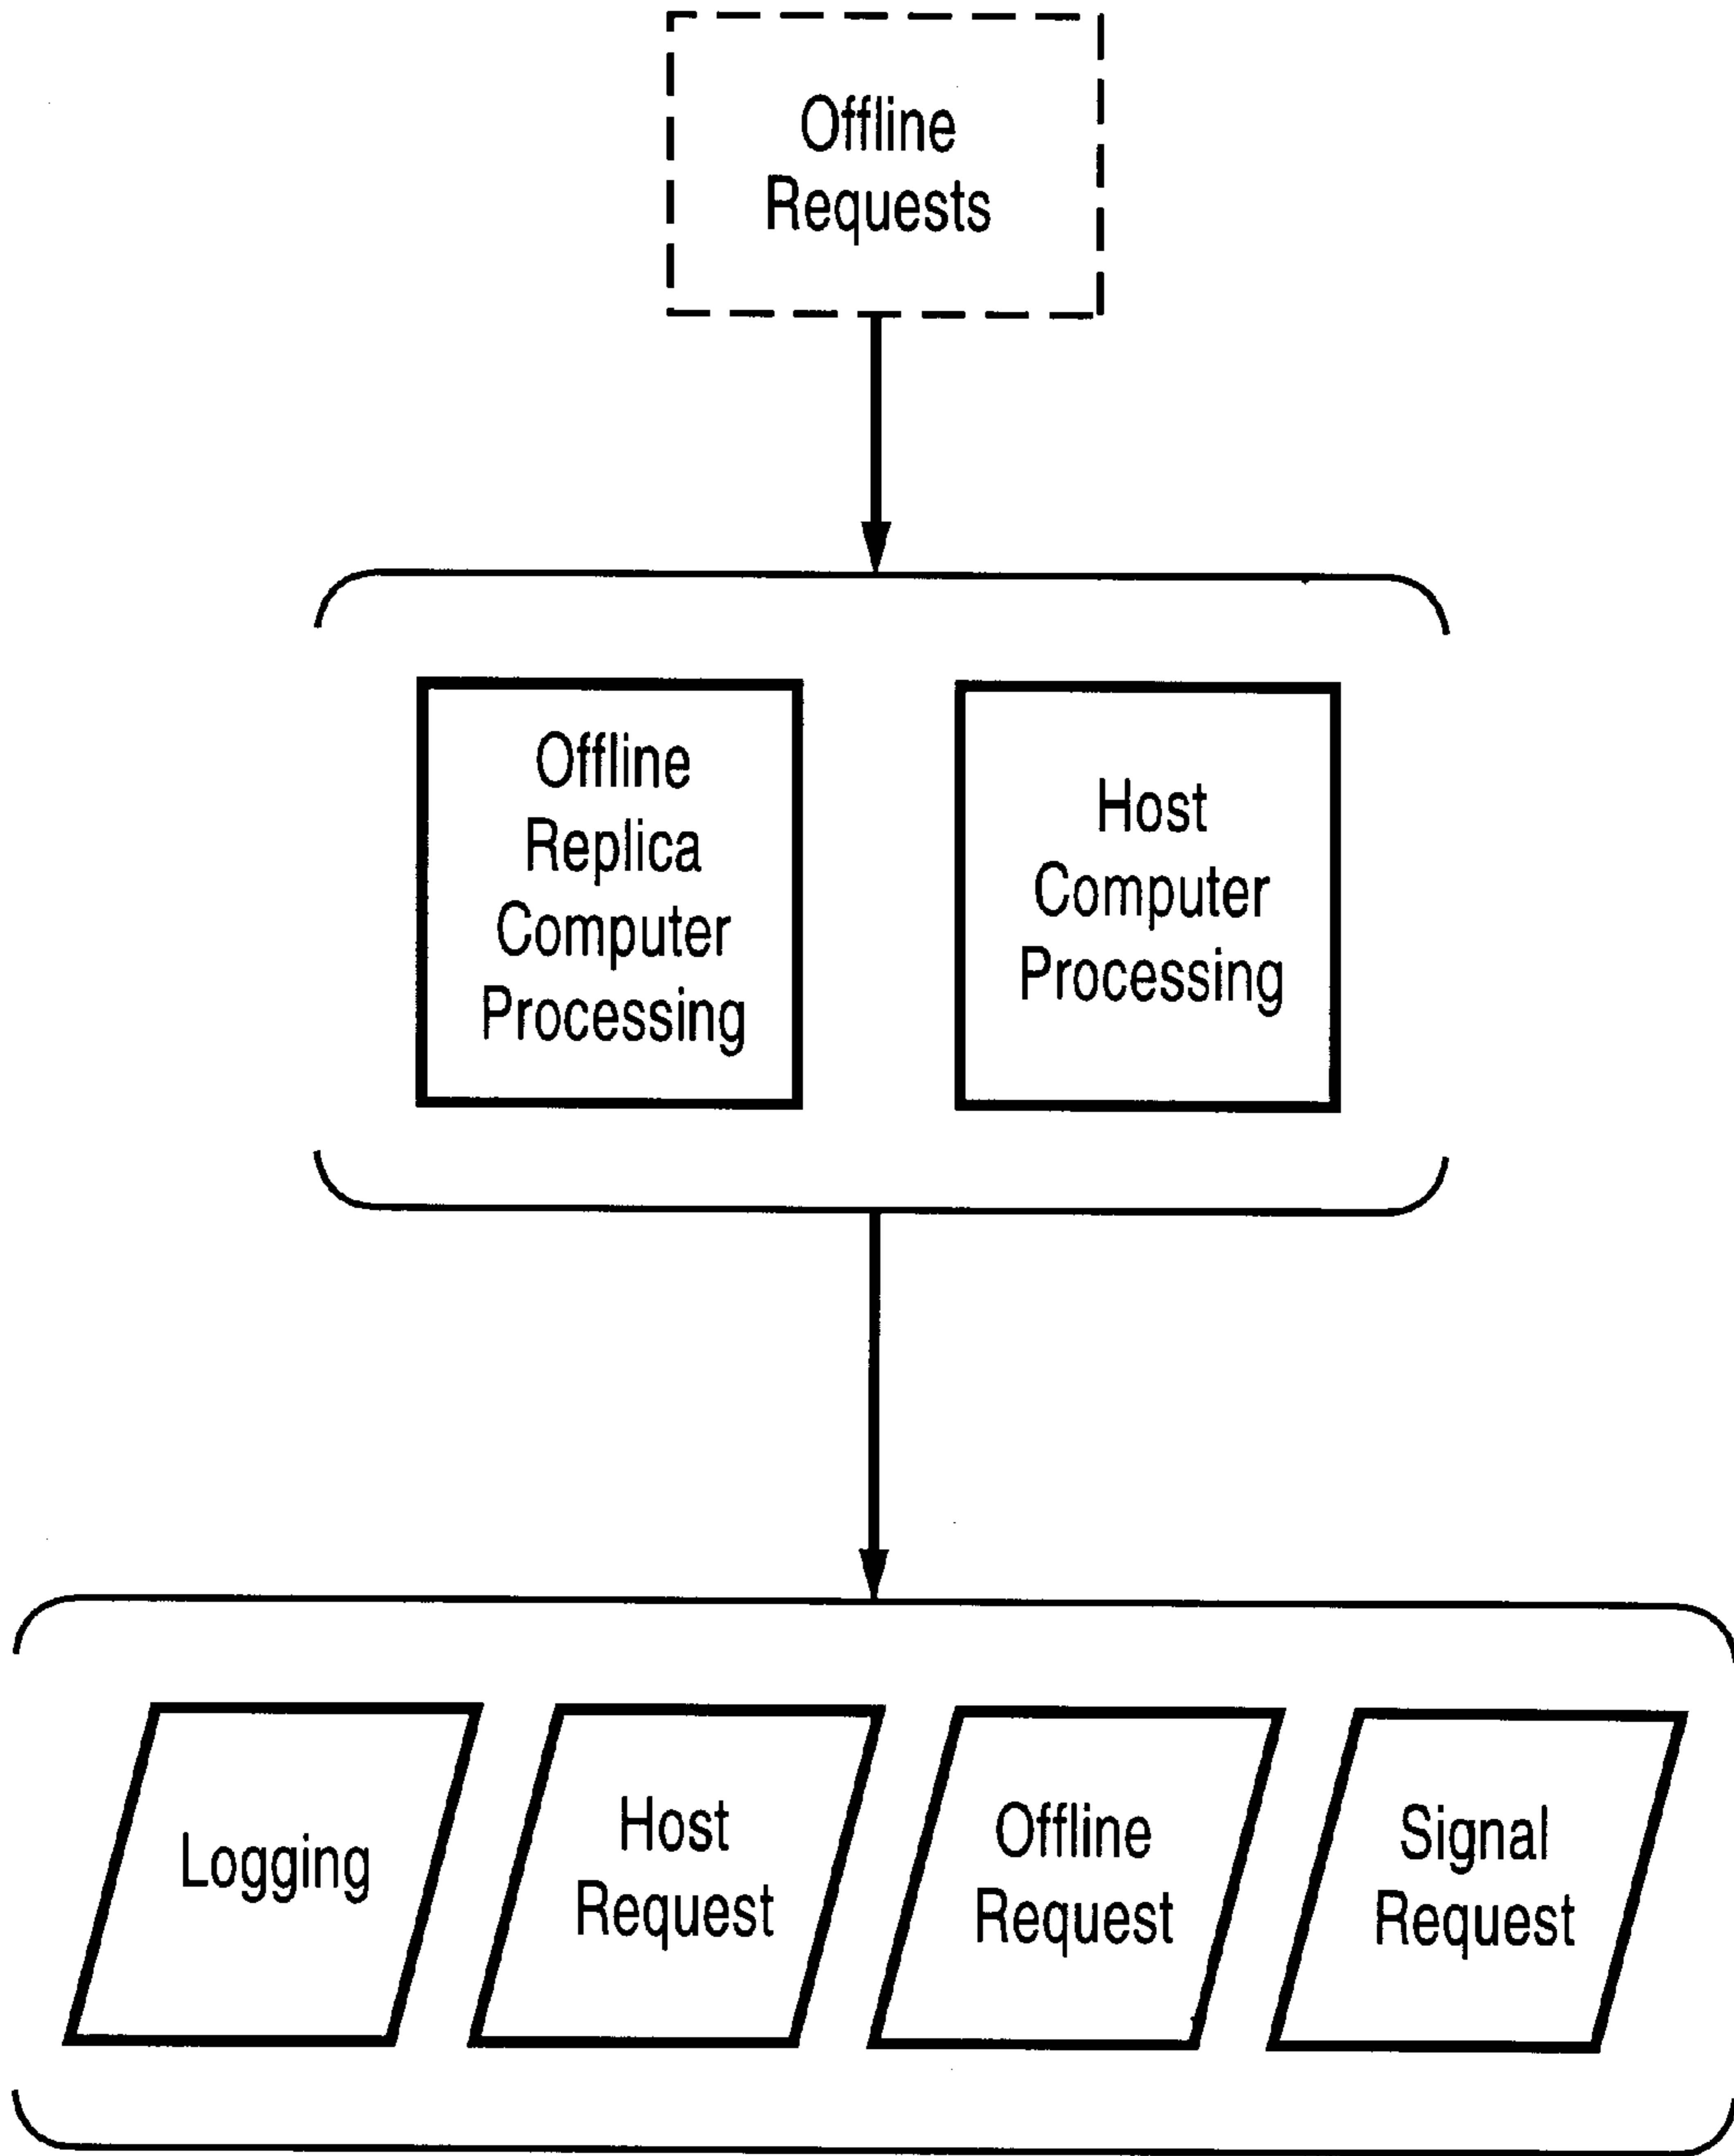 Offline
Requests
Offline
Replica
Computer
Processing
Host
Computer
Processing
Logging
Host
Request
Offline
Request
Signal
Request